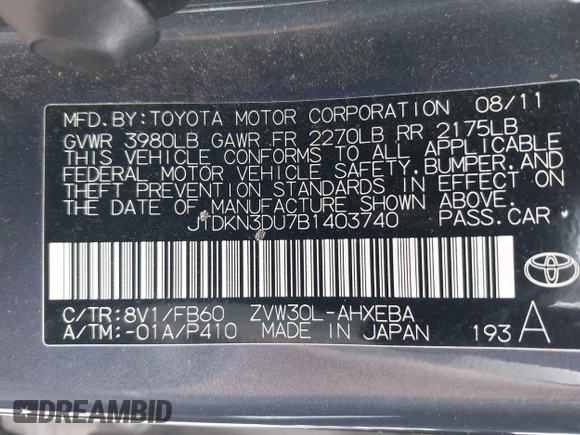 MFD.BY:TOYOTA MOTOR CORPORATION 08/11
GVWR 3980LB GAWR FR 2270LB RR 2175LB
THIS VEHICLE CONFORMS TO ALL APPLICABLE
FEDERAL MOTOR VEHICLE SAFETY,BUMPER,AND
THEFT PREVENTION STANDARDS IN EFFECT ON
THE DATE OF MANUFACTURE SHOWN ABOVE.
JTDKN3DU7B1403740 PASS.CAR
C/TR:8V1/FB60 ZVW30L-AHXEBA
A/TM:-01A/P410 MADE IN JAPAN 193 A
DREAMBID